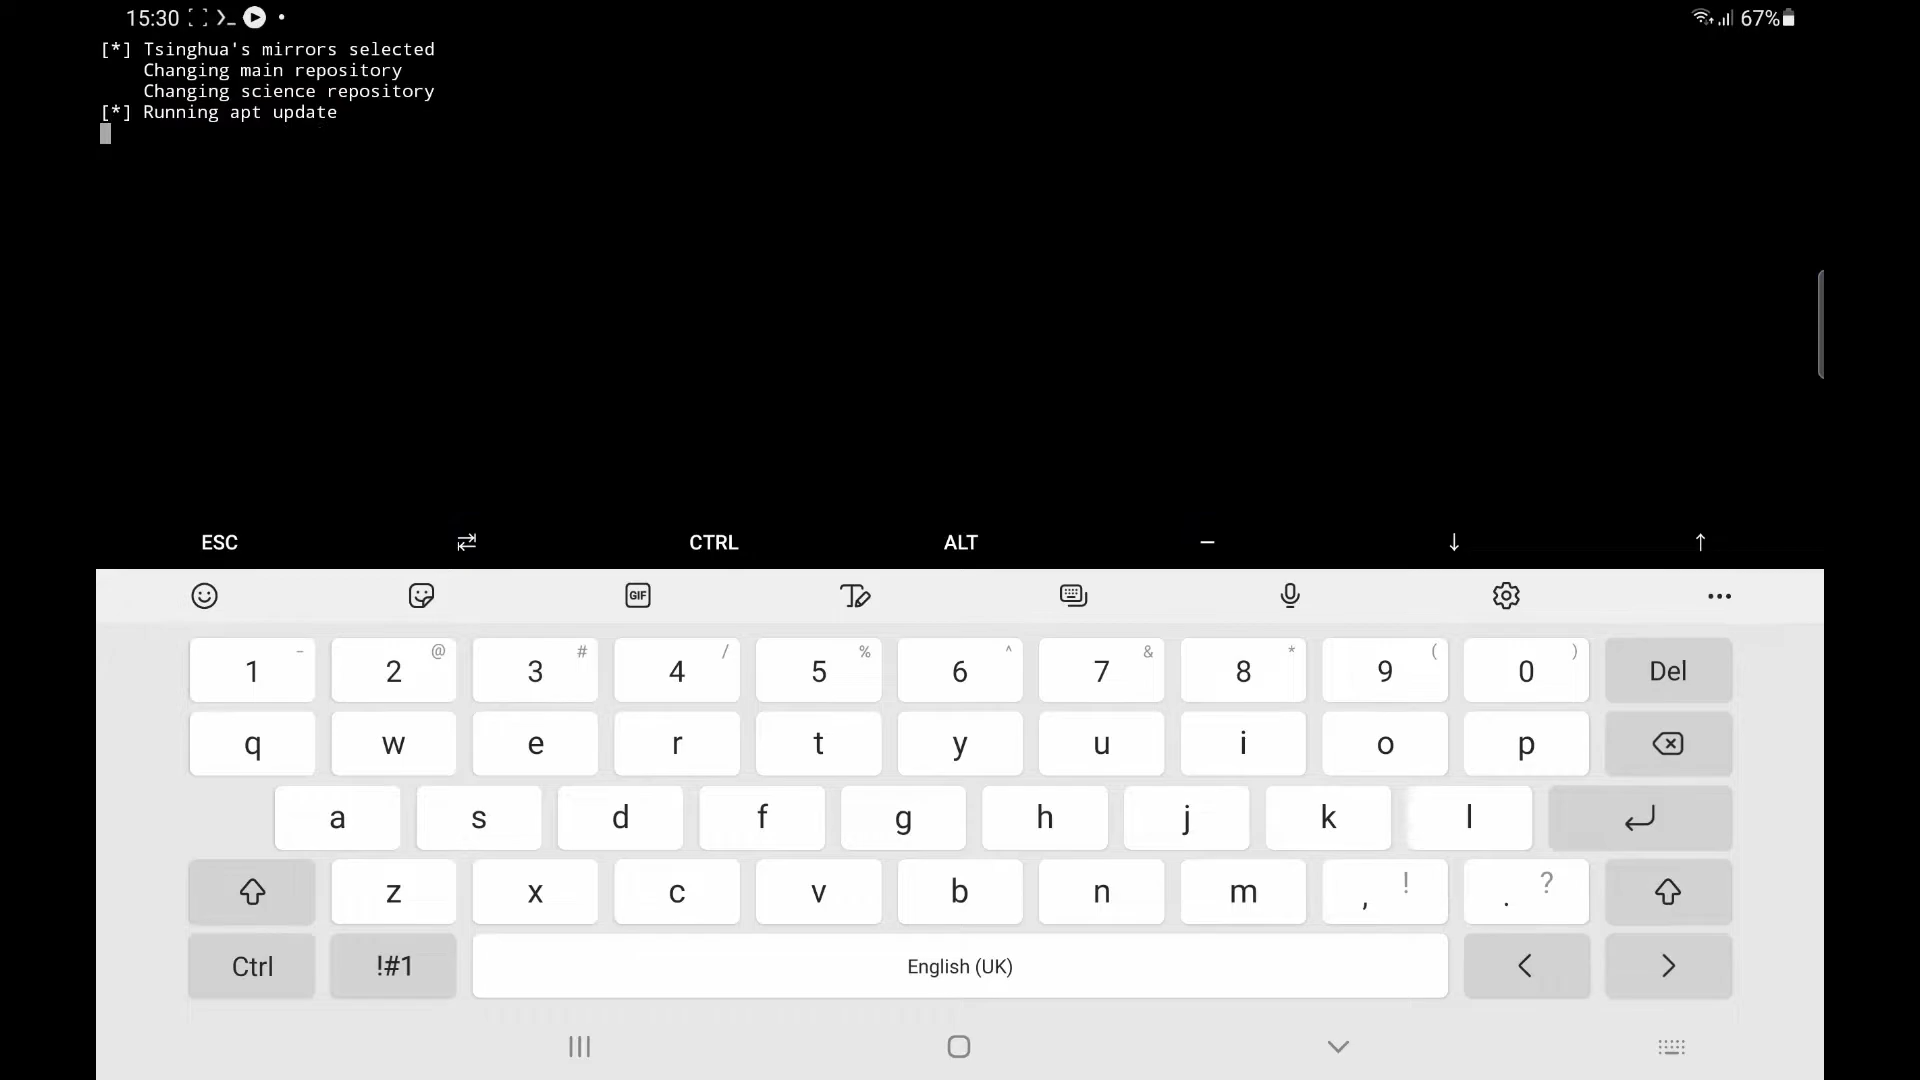 15:30 67%
[*] Tsinghua's mirrors selected
Changing main repository
Changing science repository
[*] Running apt update
ESC ⇄ CTRL ALT — ↓ ↑
GIF
1 - 2 @ 3 # 4 / 5 % 6 ^ 7 & 8 * 9 ( 0 ) Del
q w e r t y u i o p
a s d f g h j k l
z x c v b n m , ! . ?
Ctrl !#1 English (UK) < >